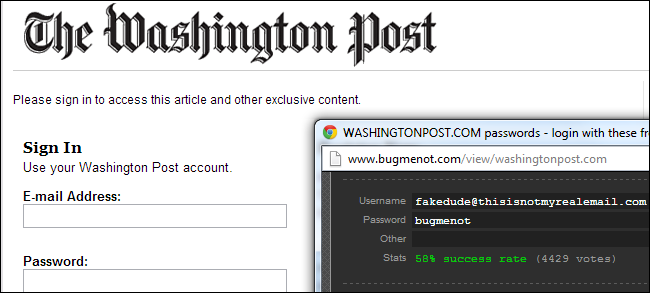 The Washington Post
Please sign in to access this article and other exclusive content.
Sign In
Use your Washington Post account.
E-mail Address:
Password:
WASHINGTONPOST.COM passwords - login with these fr
www.bugmenot.com/view/washingtonpost.com
Username fakedude@thisisnotmyrealemail.com
Password bugmenot
Other
Stats 58% success rate (4429 votes)